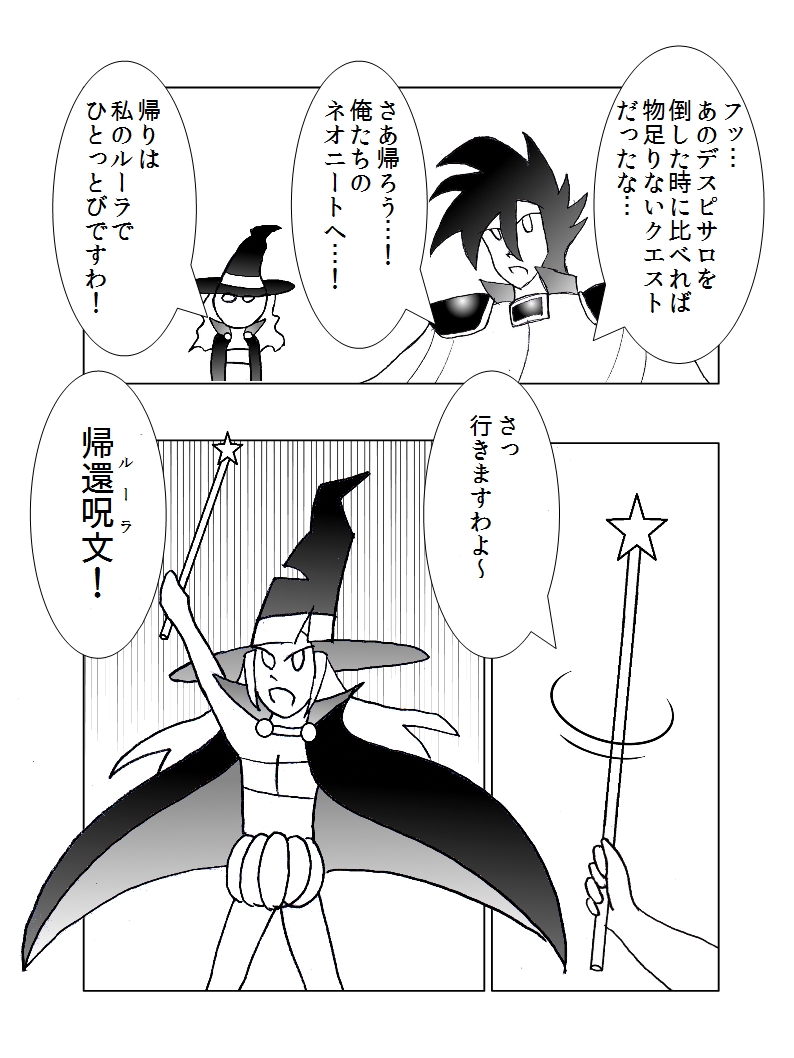 フッ…
あのデスピサロを
倒した時に比べれば
物足りないクエスト
だったな…
さあ帰ろう…！
俺たちの
ネオニートへ…！
帰りは
私のルーラで
ひとっとびですわ！
さっ
行きますわよ～
帰還呪文！
ルーラ